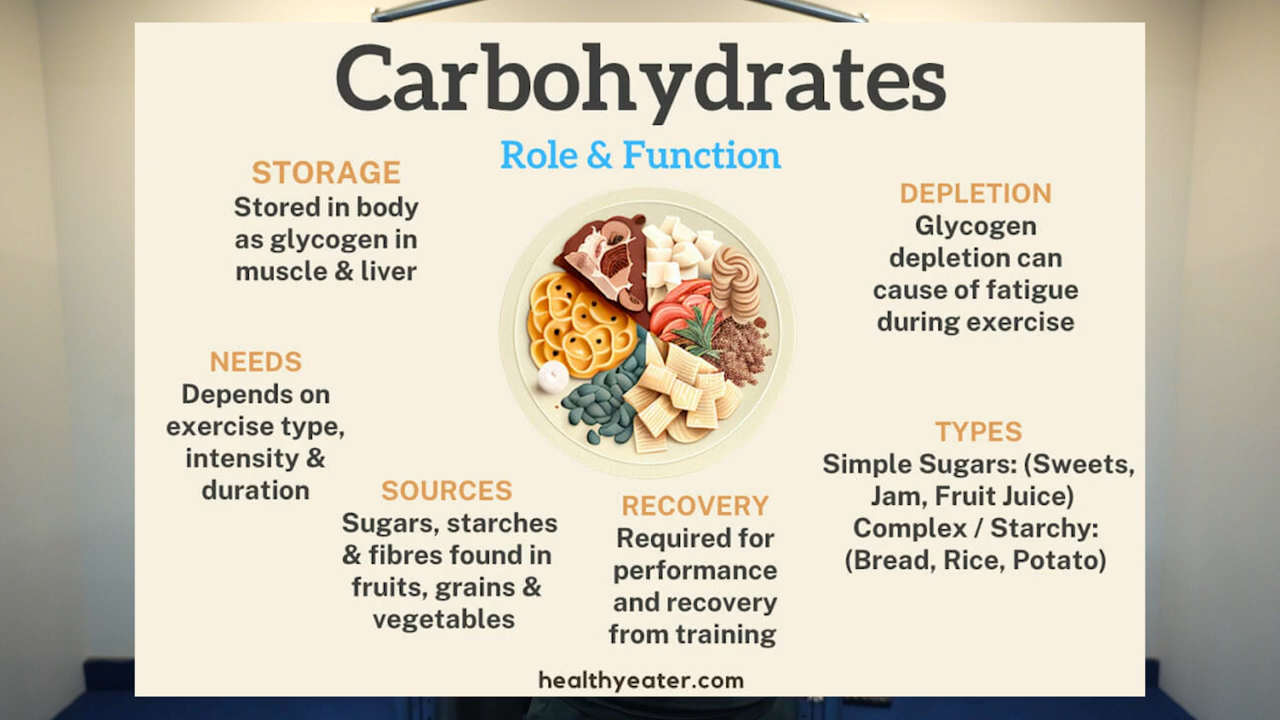 Carbohydrates
Role & Function
STORAGE
Stored in body
as glycogen in
muscle & liver
DEPLETION
Glycogen
depletion can
cause of fatigue
during exercise
NEEDS
Depends on
exercise type,
intensity &
duration
TYPES
Simple Sugars: (Sweets,
Jam, Fruit Juice)
Complex / Starchy:
(Bread, Rice, Potato)
SOURCES
Sugars, starches
& fibres found in
fruits, grains &
vegetables
RECOVERY
Required for
performance
and recovery
from training
healthyeater.com